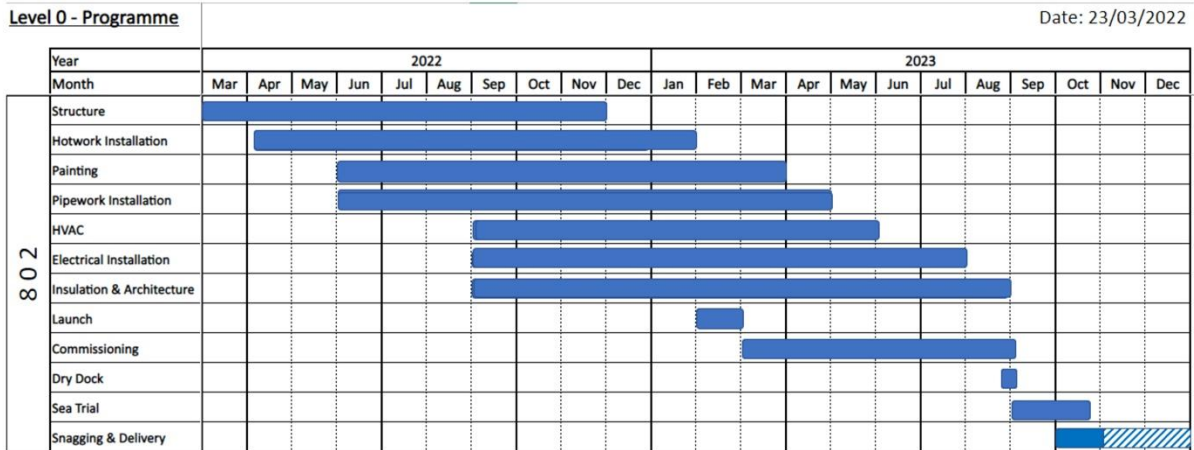 Level 0 - Programme Date: 23/03/2022
Year 2022 2023
Month Mar Apr May Jun Jul Aug Sep Oct Nov Dec Jan Feb Mar Apr May Jun Jul Aug Sep Oct Nov Dec
802
Structure
Hotwork Installation
Painting
Pipework Installation
HVAC
Electrical Installation
Insulation & Architecture
Launch
Commissioning
Dry Dock
Sea Trial
Snagging & Delivery